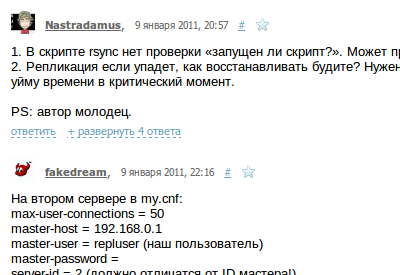 Nastradamus, 9 января 2011, 20:57 #
1. В скрипте rsync нет проверки «запущен ли скрипт?». Может
2. Репликация если упадет, как восстанавливать будите?
уйму времени в критический момент.
PS: автор молодец.
ответить + развернуть 4 ответа
fakedream, 9 января 2011, 22:16 #
На втором сервере в my.cnf:
max-user-connections = 50
master-host = 192.168.0.1
master-user = repluser (наш пользователь)
master-password =
server-id = 2 (должно отличатся от ID мастера!)